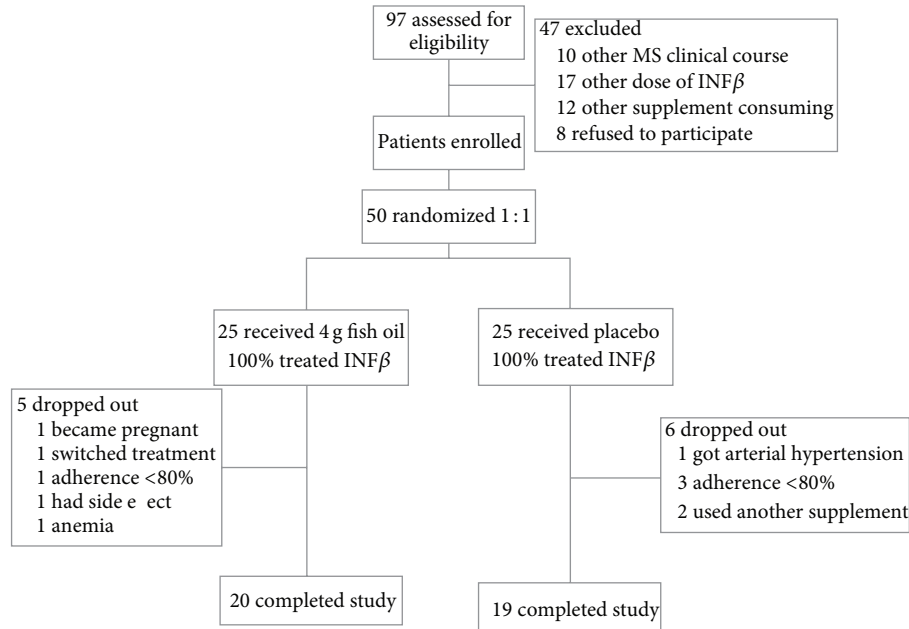 97 assessed for
eligibility
47 excluded
10 other MS clinical course
17 other dose of INFβ
12 other supplement consuming
8 refused to participate
Patients enrolled
50 randomized 1 : 1
25 received 4 g fish oil
100% treated INFβ
25 received placebo
100% treated INFβ
5 dropped out
1 became pregnant
1 switched treatment
1 adherence <80%
1 had side e ect
1 anemia
6 dropped out
1 got arterial hypertension
3 adherence <80%
2 used another supplement
20 completed study
19 completed study